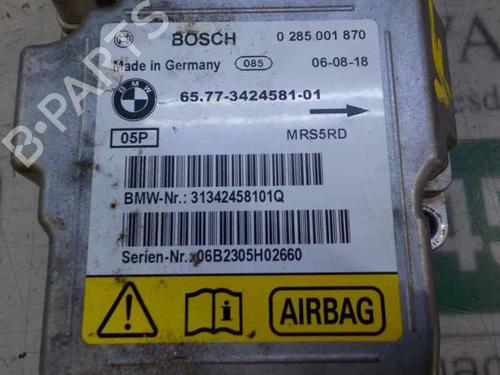 BOSCH 0 285 001 870
Made in Germany 085 06-08-18
BMW 65.77-3424581-01
05P MRS5RD
BMW-Nr.: 31342458101Q
Serien-Nr.: 06B2305H02660
AIRBAG